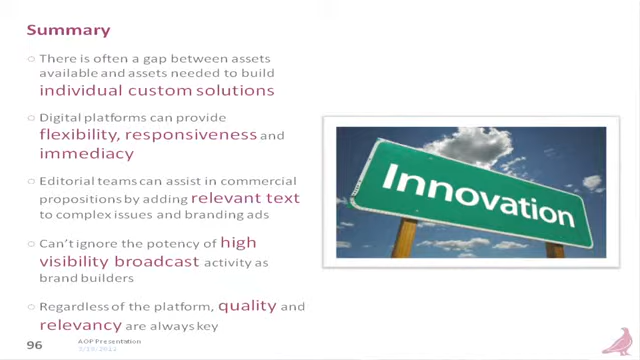 Summary
There is often a gap between assets
available and assets needed to build
individual custom solutions
Digital platforms can provide
flexibility, responsiveness and
immediacy
Editorial teams can assist in commercial
propositions by adding relevant text
to complex issues and branding ads
Can't ignore the potency of high
visibility broadcast activity as
brand builders
Regardless of the platform, quality and
relevancy are always key
Innovation
96
AOP Presentation